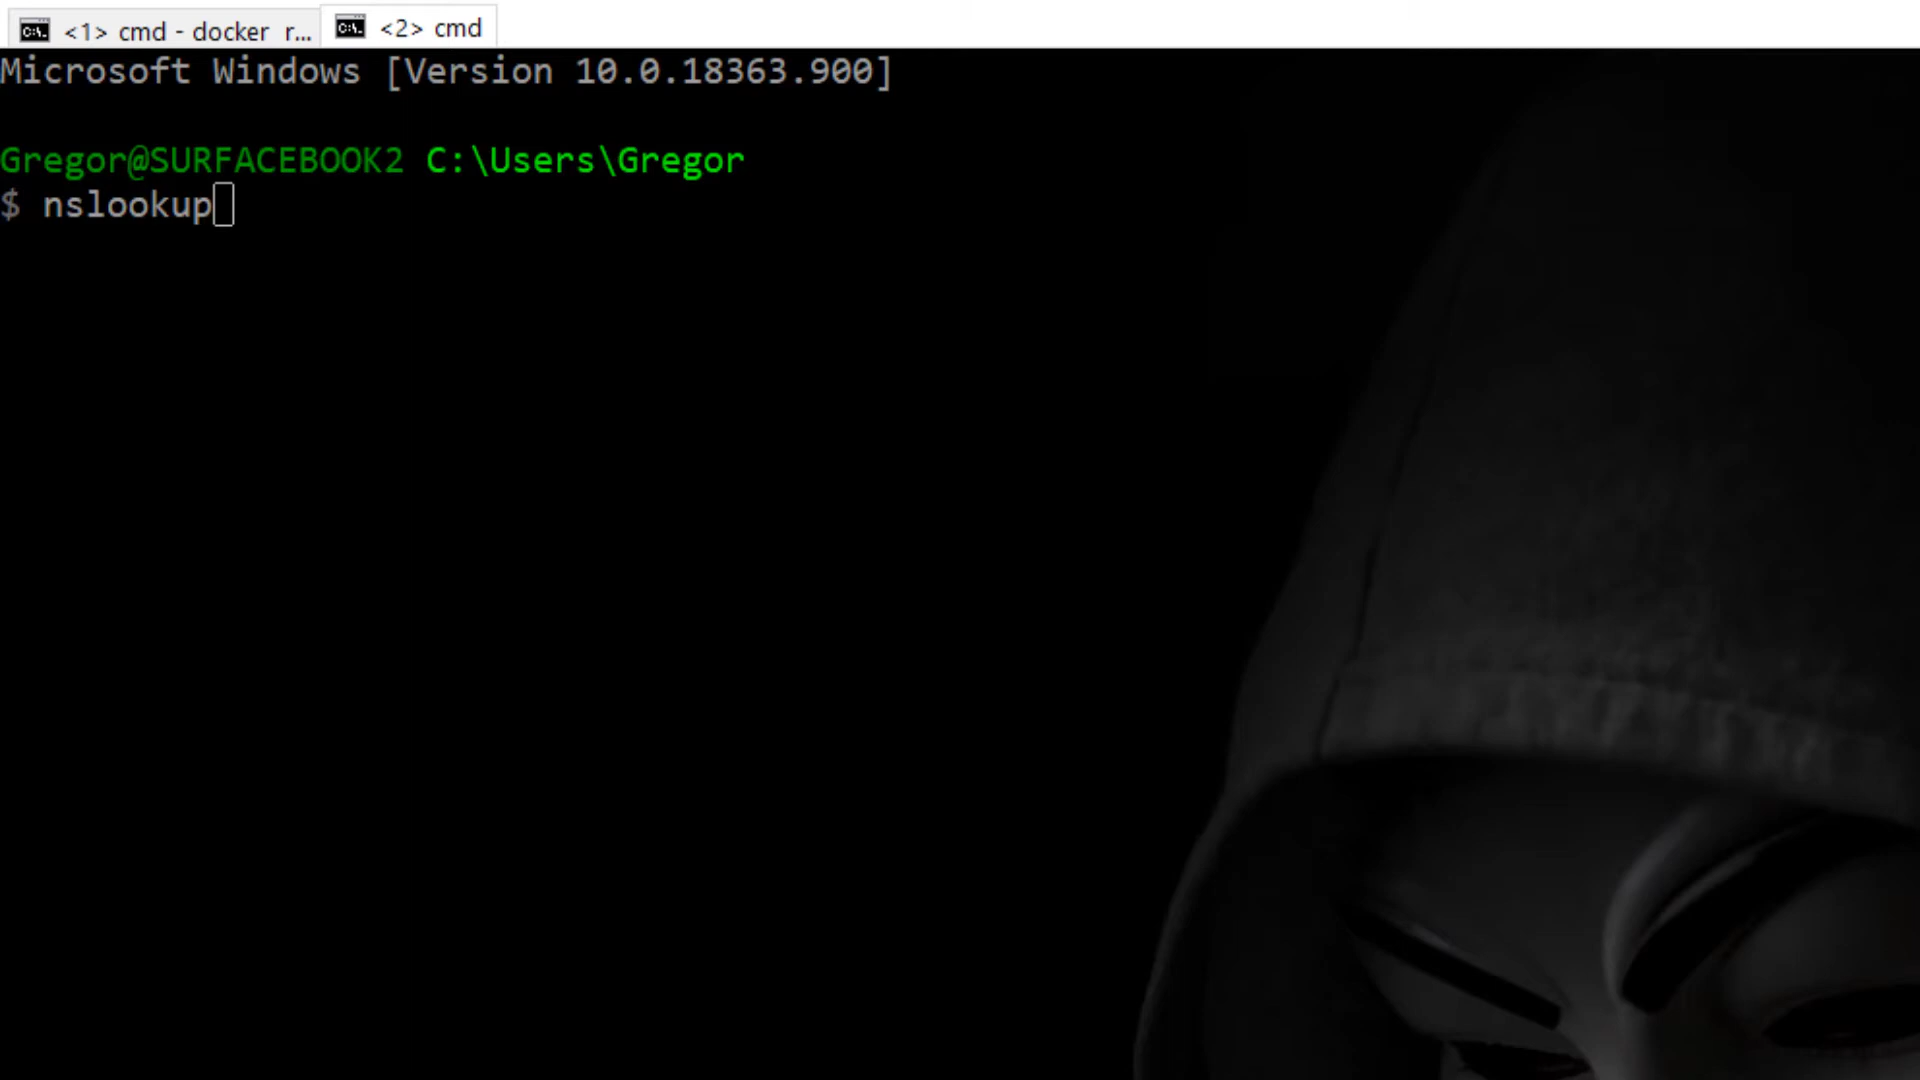 <1> cmd - docker r...
<2> cmd
Microsoft Windows [Version 10.0.18363.900]
Gregor@SURFACEBOOK2 C:\Users\Gregor
$ nslookup